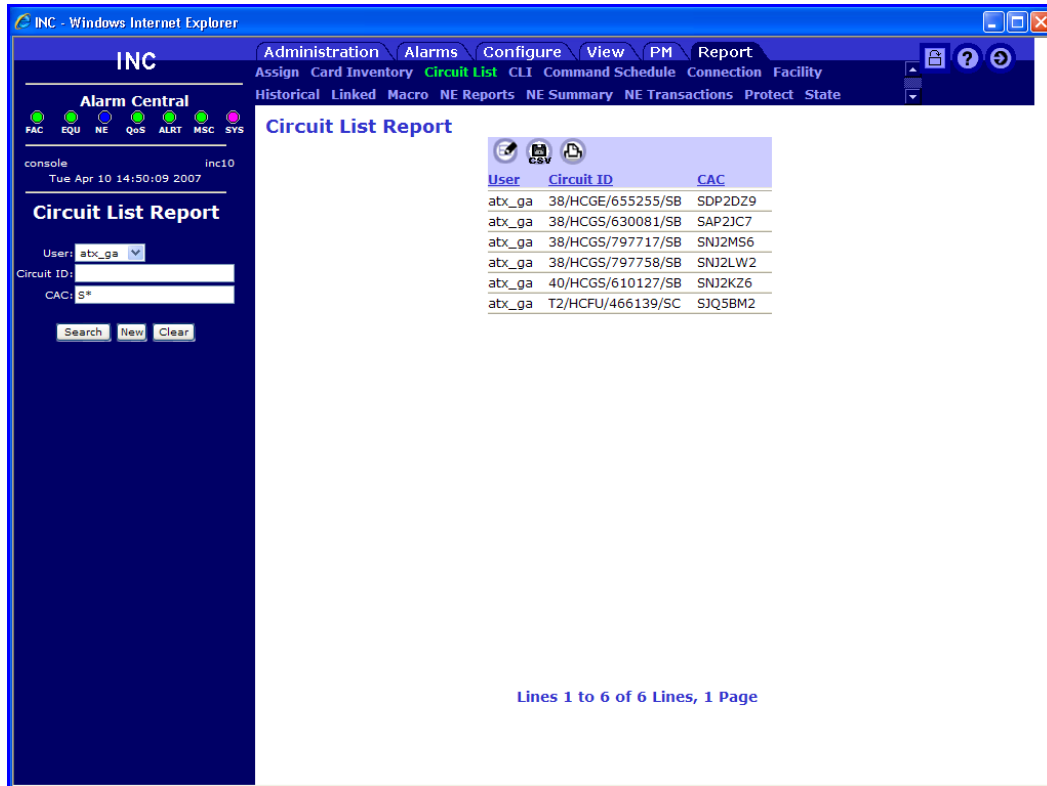 INC - Windows Internet Explorer
INC
Administration Alarms Configure View PM Report
Assign Card Inventory Circuit List CLI Command Schedule Connection Facility
Historical Linked Macro NE Reports NE Summary NE Transactions Protect State
Alarm Central
FAC EQU NE QoS ALRT MSC SYS
console inc10
Tue Apr 10 14:50:09 2007
Circuit List Report
User: atx_ga
Circuit ID:
CAC: S*
Search New Clear
Circuit List Report
CSV
User Circuit ID CAC
atx_ga 38/HCGE/655255/SB SDP2DZ9
atx_ga 38/HCGS/630081/SB SAP2JC7
atx_ga 38/HCGS/797717/SB SNJ2MS6
atx_ga 38/HCGS/797758/SB SNJ2LW2
atx_ga 40/HCGS/610127/SB SNJ2KZ6
atx_ga T2/HCFU/466139/SC SJQ5BM2
Lines 1 to 6 of 6 Lines, 1 Page